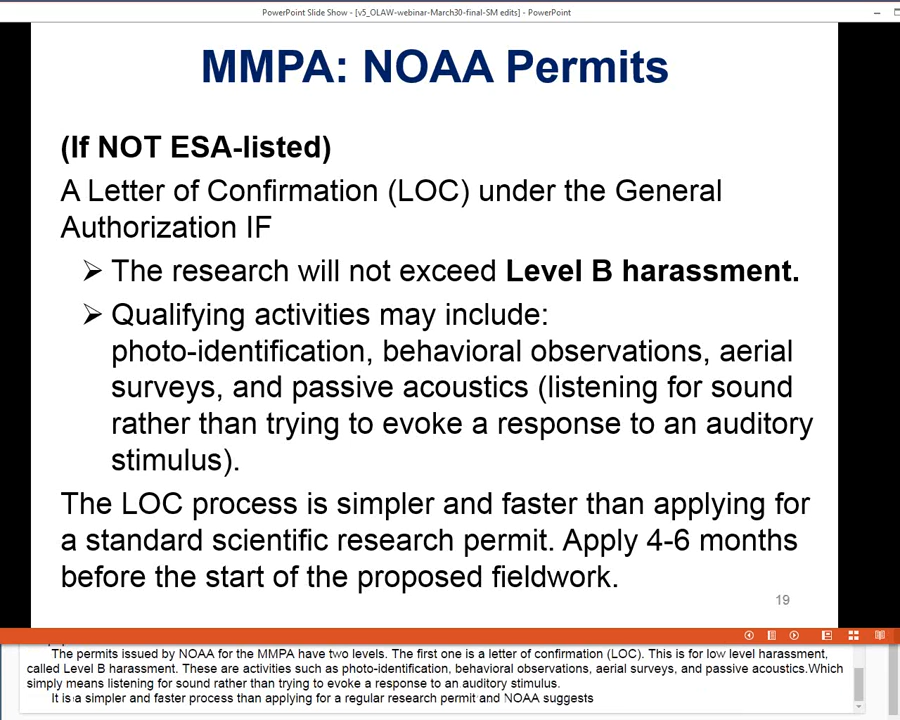 PowerPoint Slide Show - [v5_OLAW-webinar-March30-final-SM edits] - PowerPoint
MMPA: NOAA Permits
(If NOT ESA-listed)
A Letter of Confirmation (LOC) under the General
Authorization IF
➢ The research will not exceed Level B harassment.
➢ Qualifying activities may include:
photo-identification, behavioral observations, aerial
surveys, and passive acoustics (listening for sound
rather than trying to evoke a response to an auditory
stimulus).
The LOC process is simpler and faster than applying for
a standard scientific research permit. Apply 4-6 months
before the start of the proposed fieldwork.
19
The permits issued by NOAA for the MMPA have two levels. The first one is a letter of confirmation (LOC). This is for low level harassment,
called Level B harassment. These are activities such as photo-identification, behavioral observations, aerial surveys, and passive acoustics.Which
simply means listening for sound rather than trying to evoke a response to an auditory stimulus.
It is a simpler and faster process than applying for a regular research permit and NOAA suggests